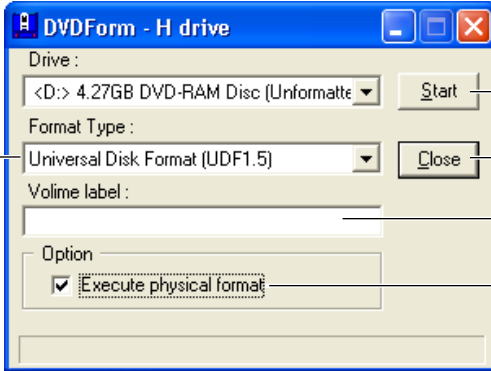 DVDForm - H drive
Drive :
<D:> 4.27GB DVD-RAM Disc (Unformatte
Start
Format Type :
Universal Disk Format (UDF1.5)
Close
Volime label :
Option
Execute physical format